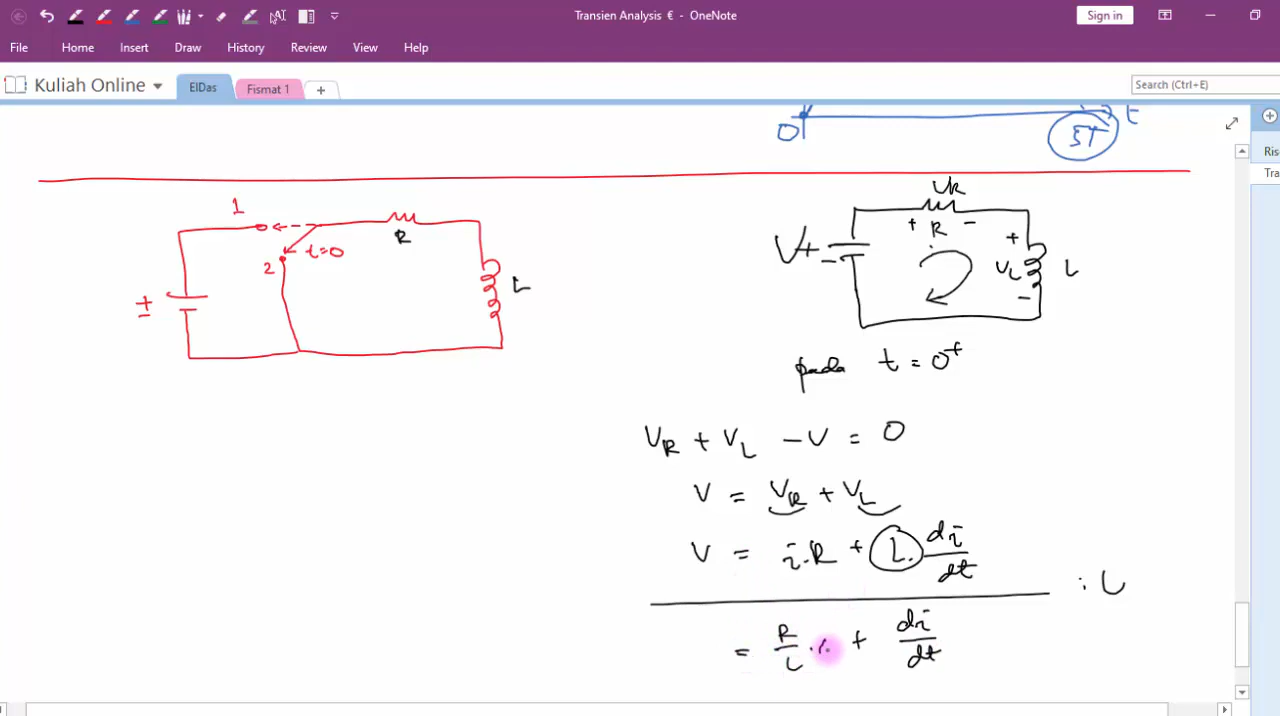 Transien Analysis € - OneNote
Sign in
File Home Insert Draw History Review View Help
Kuliah Online
ElDas
Fismat 1
+
Search (Ctrl+E)
Ris
Tra
0
5T
t
1
t=0
2
R
L
+
-
V
+
-
VR
+ R -
+
VL
-
L
pada t = 0+
VR + VL - V = 0
V = VR + VL
V = i.R + L. di/dt
: L
= R/L . i + di/dt